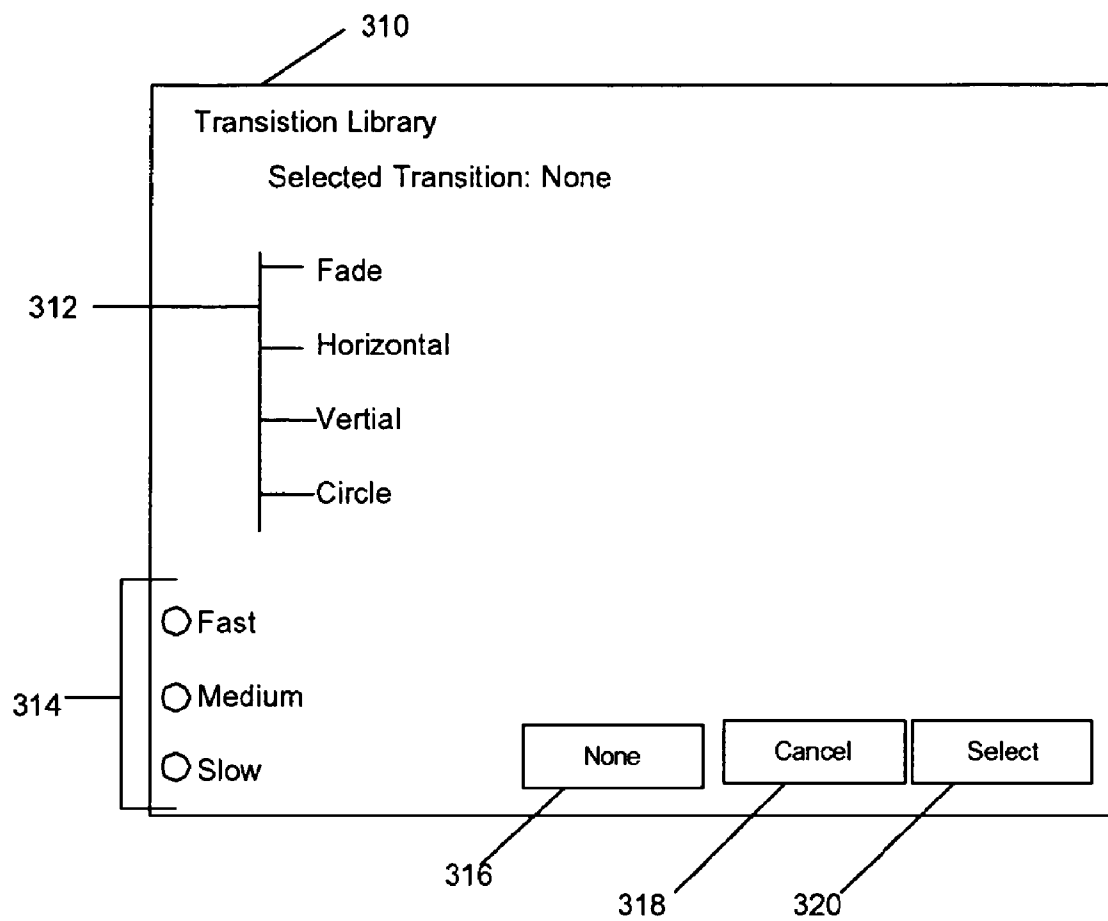 310
Transistion Library
Selected Transition: None
Fade
312
Horizontal
Vertial
Circle
Fast
314
Medium
Slow
None
Cancel
Select
316
318
320